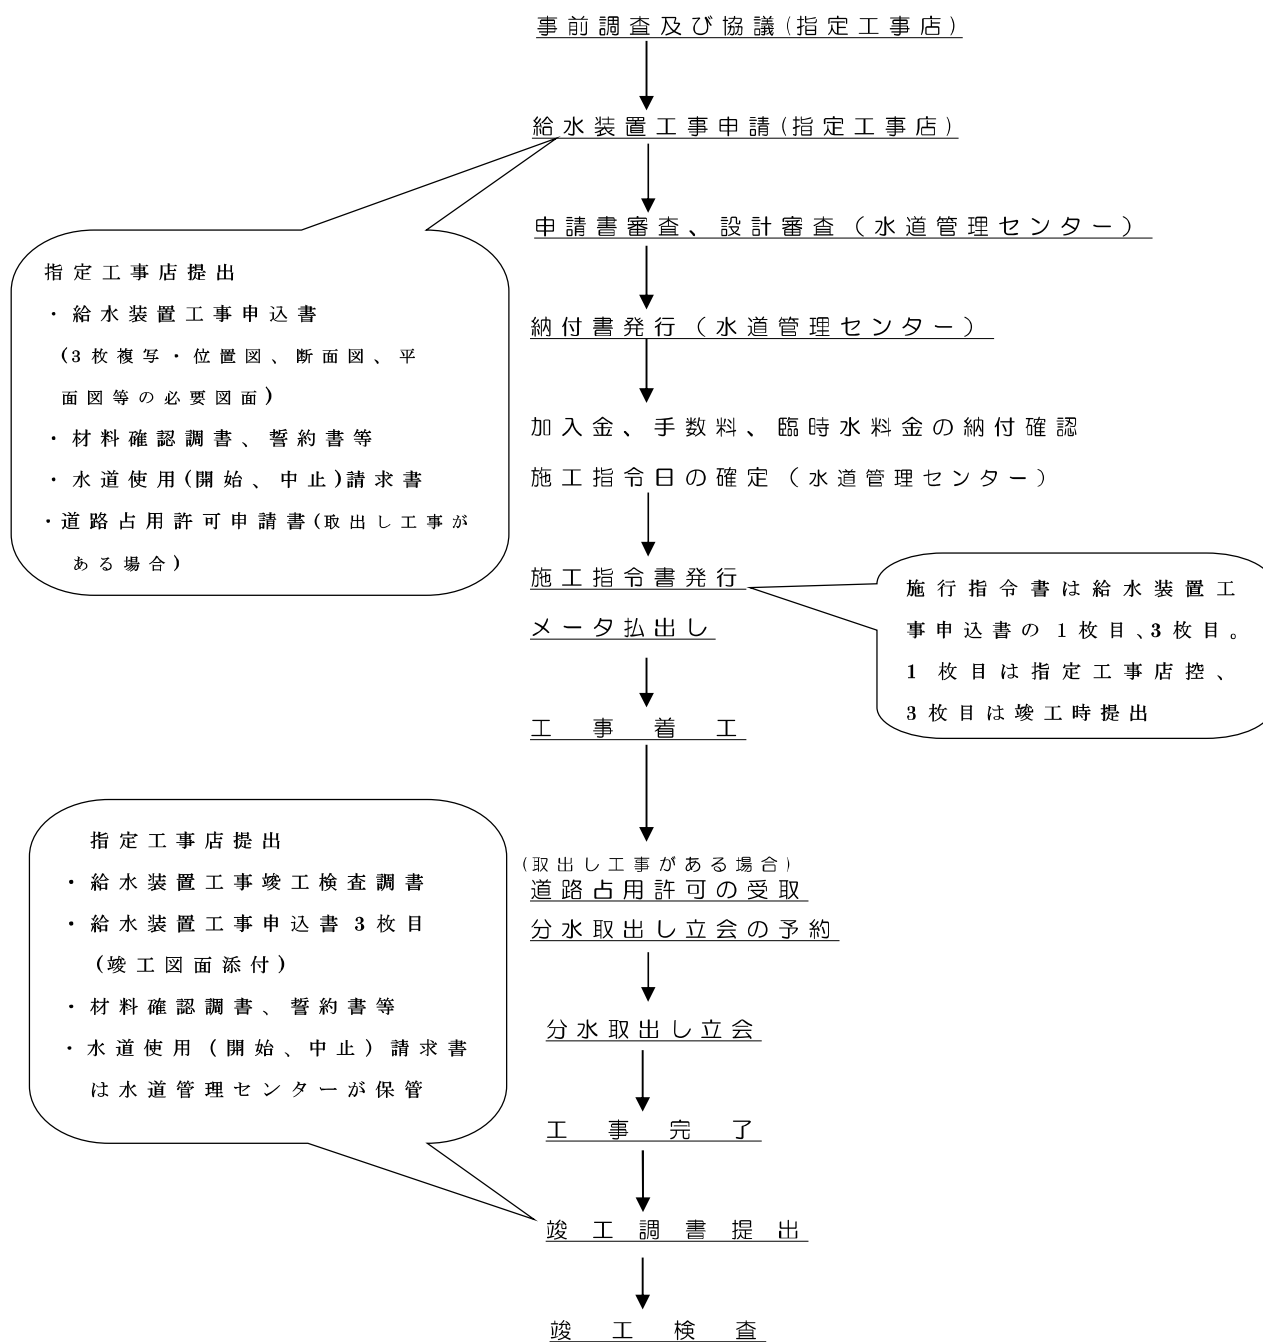 事前調査及び協議(指定工事店)
給水装置工事申請(指定工事店)
申請書審査、設計審査(水道管理センター)
指定工事店提出
・給水装置工事申込書
(3枚複写・位置図、断面図、平
面図等の必要図面)
・材料確認調書、誓約書等
・水道使用(開始、中止)請求書
・道路占用許可申請書(取出し工事が
ある場合)
納付書発行(水道管理センター)
加入金、手数料、臨時水料金の納付確認
施工指令日の確定(水道管理センター)
施工指令書発行
メータ払出し
施行指令書は給水装置工
事申込書の1枚目、3枚目。
1枚目は指定工事店控、
3枚目は竣工時提出
工事着工
(取出し工事がある場合)
道路占用許可の受取
分水取出し立会の予約
分水取出し立会
工事完了
指定工事店提出
・給水装置工事竣工検査調書
・給水装置工事申込書3枚目
(竣工図面添付)
・材料確認調書、誓約書等
・水道使用(開始、中止)請求書
は水道管理センターが保管
竣工調書提出
竣工検査